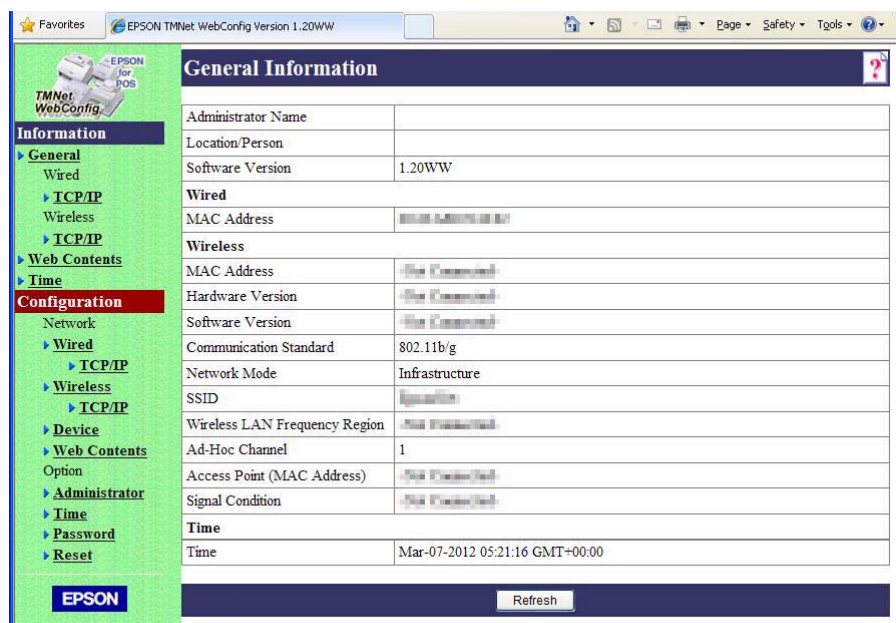 Favorites EPSON TMNet WebConfig Version 1.20WW Page Safety Tools
EPSON
for
POS
TMNet
WebConfig
Information
General
Wired
TCP/IP
Wireless
TCP/IP
Web Contents
Time
Configuration
Network
Wired
TCP/IP
Wireless
TCP/IP
Device
Web Contents
Option
Administrator
Time
Password
Reset
EPSON
General Information ?
Administrator Name
Location/Person
Software Version 1.20WW
Wired
MAC Address
Wireless
MAC Address
Hardware Version
Software Version
Communication Standard 802.11b/g
Network Mode Infrastructure
SSID
Wireless LAN Frequency Region
Ad-Hoc Channel 1
Access Point (MAC Address)
Signal Condition
Time
Time Mar-07-2012 05:21:16 GMT+00:00
Refresh